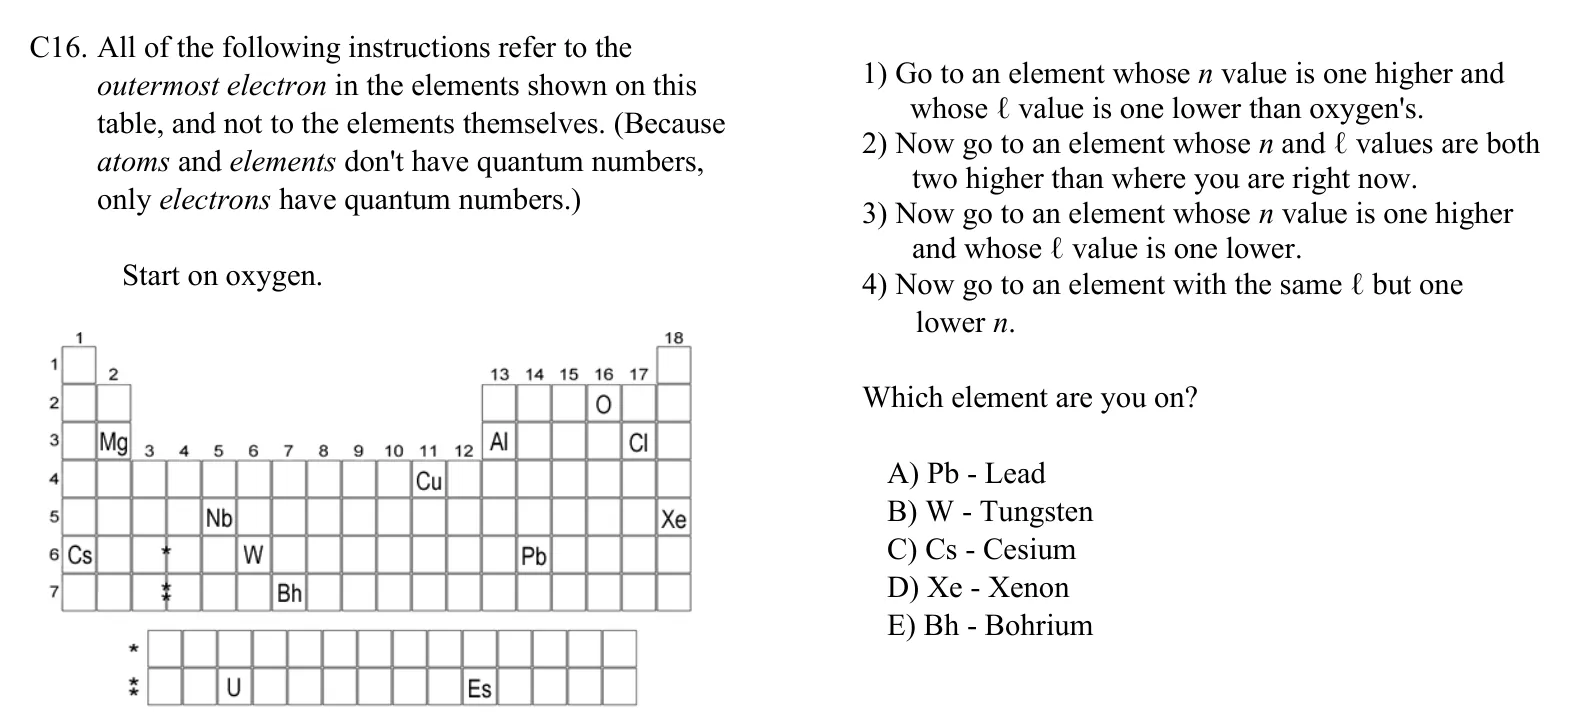 C16. All of the following instructions refer to the
outermost electron in the elements shown on this
table, and not to the elements themselves. (Because
atoms and elements don't have quantum numbers,
only electrons have quantum numbers.)
Start on oxygen.
1 18
1
2 13 14 15 16 17
2 O
3 Mg 3 4 5 6 7 8 9 10 11 12 Al Cl
4 Cu
5 Nb Xe
6 Cs * W Pb
7 ** Bh
*
** U Es
1) Go to an element whose n value is one higher and
whose ℓ value is one lower than oxygen's.
2) Now go to an element whose n and ℓ values are both
two higher than where you are right now.
3) Now go to an element whose n value is one higher
and whose ℓ value is one lower.
4) Now go to an element with the same ℓ but one
lower n.
Which element are you on?
A) Pb - Lead
B) W - Tungsten
C) Cs - Cesium
D) Xe - Xenon
E) Bh - Bohrium